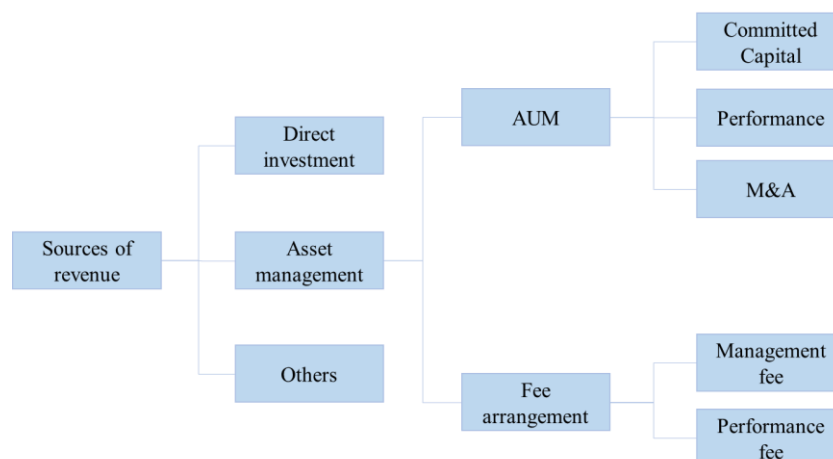 Sources of
revenue
Direct
investment
Asset
management
Others
AUM
Fee
arrangement
Committed
Capital
Performance
M&A
Management
fee
Performance
fee